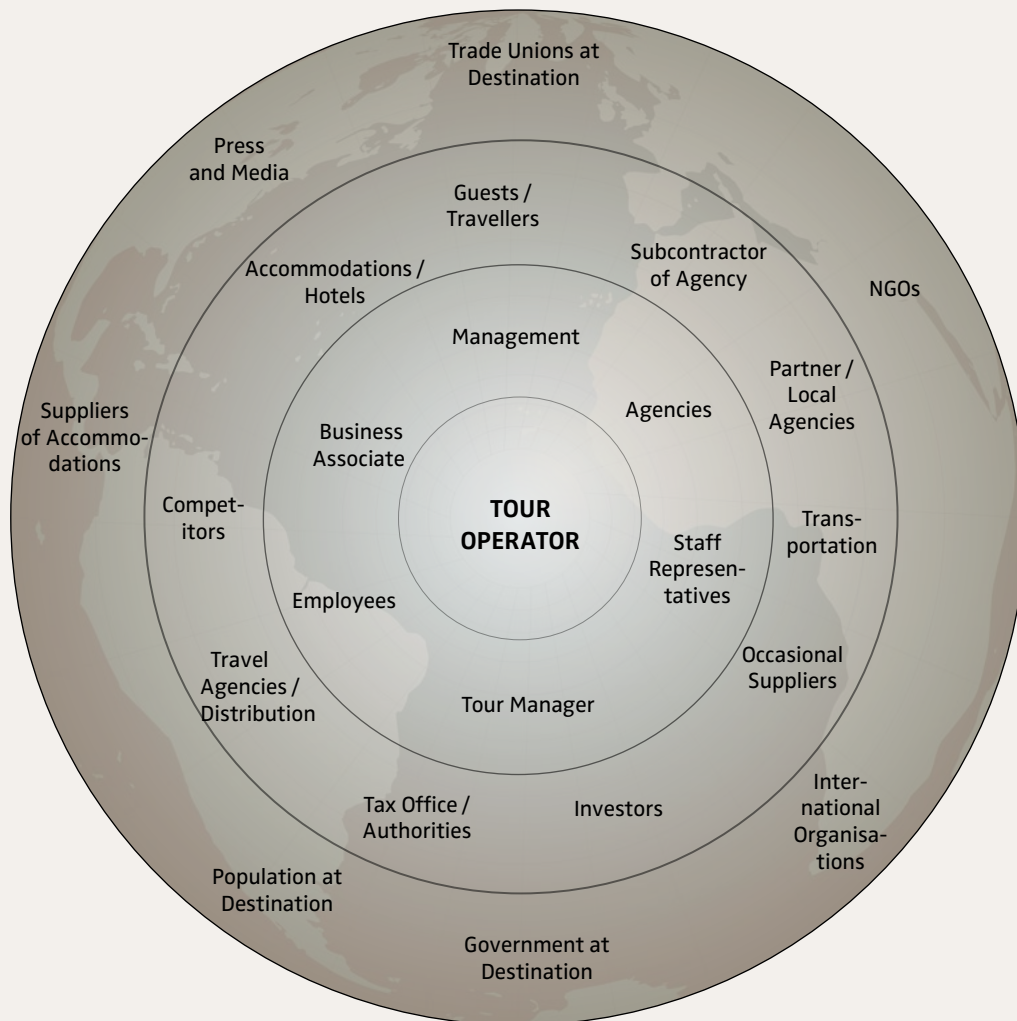 Trade Unions at
Destination
Press
and Media
Guests /
Travellers
Subcontractor
of Agency
Accommodations /
Hotels
NGOs
Management
Partner /
Local
Agencies
Agencies
Suppliers
of Accommo-
dations
Business
Associate
Compet-
itors
TOUR
OPERATOR
Trans-
portation
Staff
Represen-
tatives
Employees
Occasional
Suppliers
Travel
Agencies /
Distribution
Tour Manager
Inter-
national
Organisa-
tions
Tax Office /
Authorities
Investors
Population at
Destination
Government at
Destination